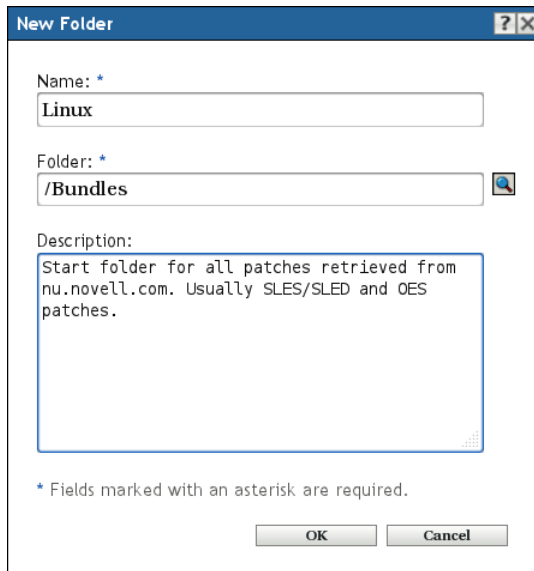 New Folder
?
Name: *
Linux
Folder: *
/Bundles
Description:
Start folder for all patches retrieved from
nu.novell.com. Usually SLES/SLED and OES
patches.
* Fields marked with an asterisk are required.
OK Cancel